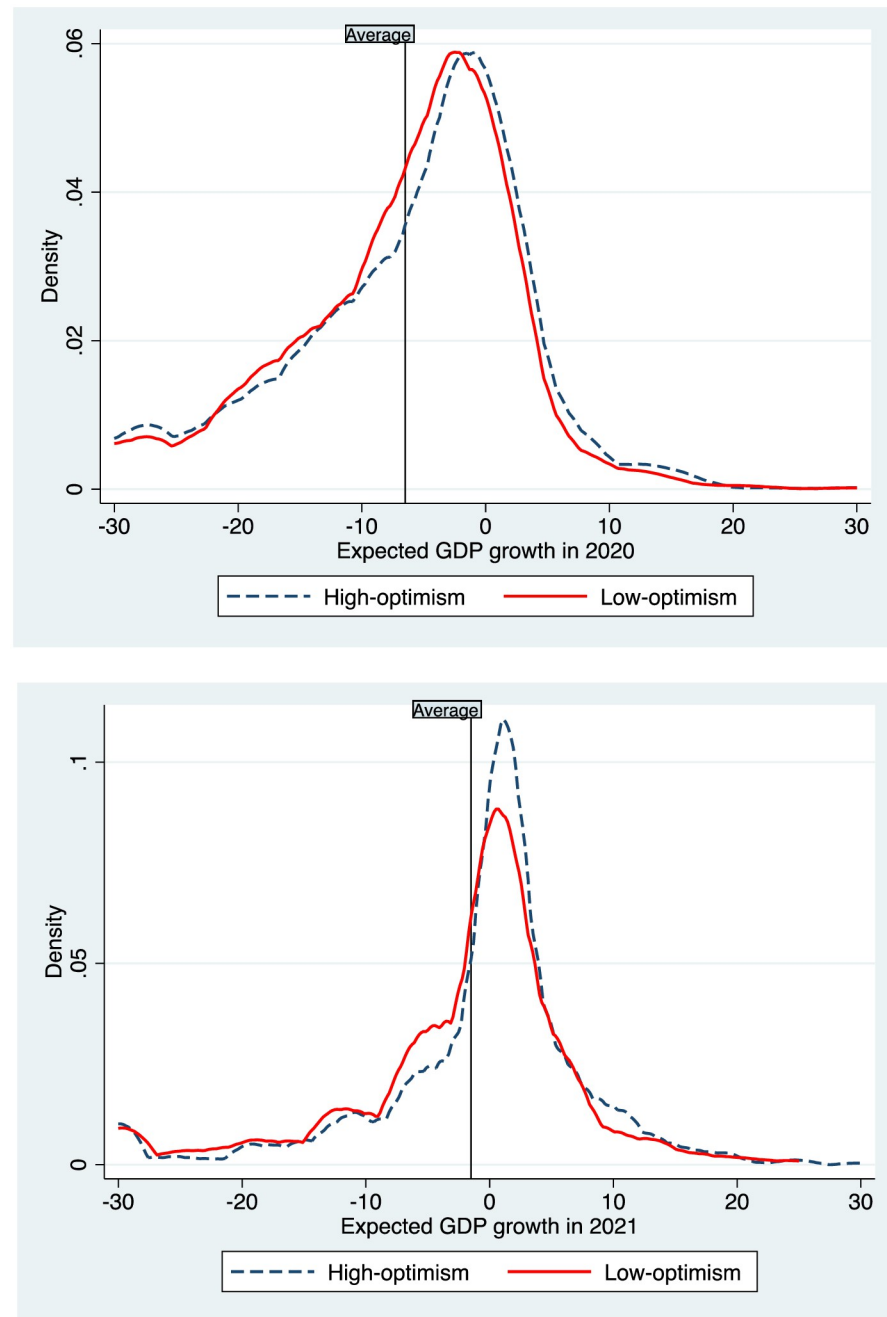 Average
.06
.04
.02
0
Density
-30 -20 -10 0 10 20 30
Expected GDP growth in 2020
High-optimism Low-optimism
Average
.1
.05
0
Density
-30 -20 -10 0 10 20 30
Expected GDP growth in 2021
High-optimism Low-optimism